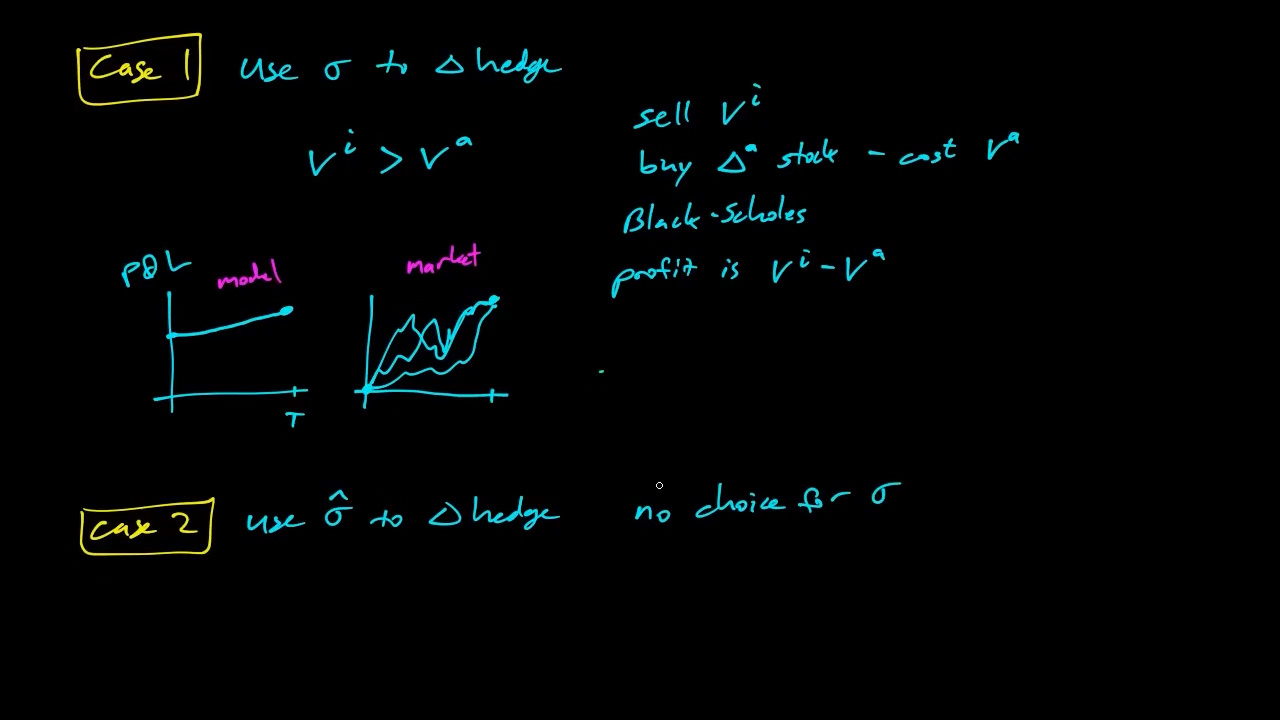 Case 1 use σ to Δ hedge
Vⁱ > Vᵃ
sell Vⁱ
buy Δᵃ stock - cost Vᵃ
Black-Scholes
profit is Vⁱ - Vᵃ
P&L model market
T
Case 2 use σ̂ to Δ hedge no choice for σ